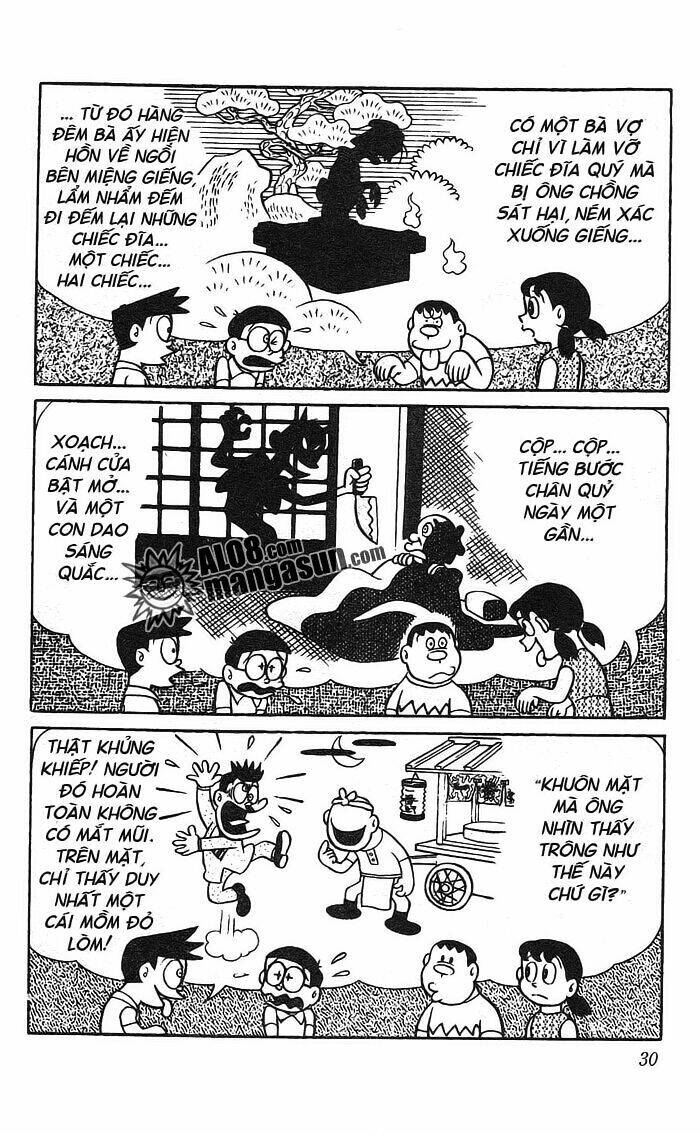 CÓ MỘT BÀ VỢ
CHỈ VÌ LÀM VỠ
CHIẾC ĐĨA QUÝ MÀ
BỊ ÔNG CHỒNG
SÁT HẠI, NÉM XÁC
XUỐNG GIẾNG...
... TỪ ĐÓ HÀNG
ĐÊM BÀ ẤY HIỆN
HỒN VỀ NGỒI
BÊN MIỆNG GIẾNG,
LẨM NHẨM ĐẾM
ĐI ĐẾM LẠI NHỮNG
CHIẾC ĐĨA...
MỘT CHIẾC...
HAI CHIẾC...
CỘP... CỘP...
TIẾNG BƯỚC
CHÂN QUỶ
NGÀY MỘT
GẦN...
XOẠCH...
CÁNH CỬA
BẬT MỞ...
VÀ MỘT
CON DAO
SÁNG
QUẮC...
AL08.com
mangasun.com
"KHUÔN MẶT
MÀ ÔNG
NHÌN THẤY
TRÔNG NHƯ
THẾ NÀY
CHỨ GÌ?"
THẬT KHỦNG
KHIẾP! NGƯỜI
ĐÓ HOÀN
TOÀN KHÔNG
CÓ MẮT MŨI.
TRÊN MẶT,
CHỈ THẤY DUY
NHẤT MỘT
CÁI MỒM ĐỎ
LÒM!
30